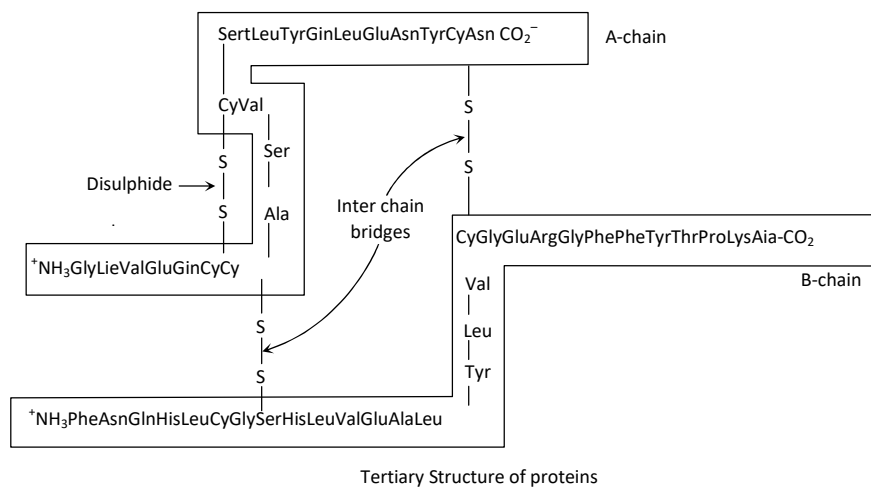 SertLeuTyrGinLeuGluAsnTyrCyAsn CO₂⁻
A-chain
CyVal
S
Ser
S
Disulphide
S
Inter chain
bridges
S
Ala
CyGlyGluArgGlyPhePheTyrThrProLysAia-CO₂
⁺NH₃GlyLieValGluGinCyCy
B-chain
Val
S
Leu
S
Tyr
⁺NH₃PheAsnGlnHisLeuCyGlySerHisLeuValGluAlaLeu
Tertiary Structure of proteins